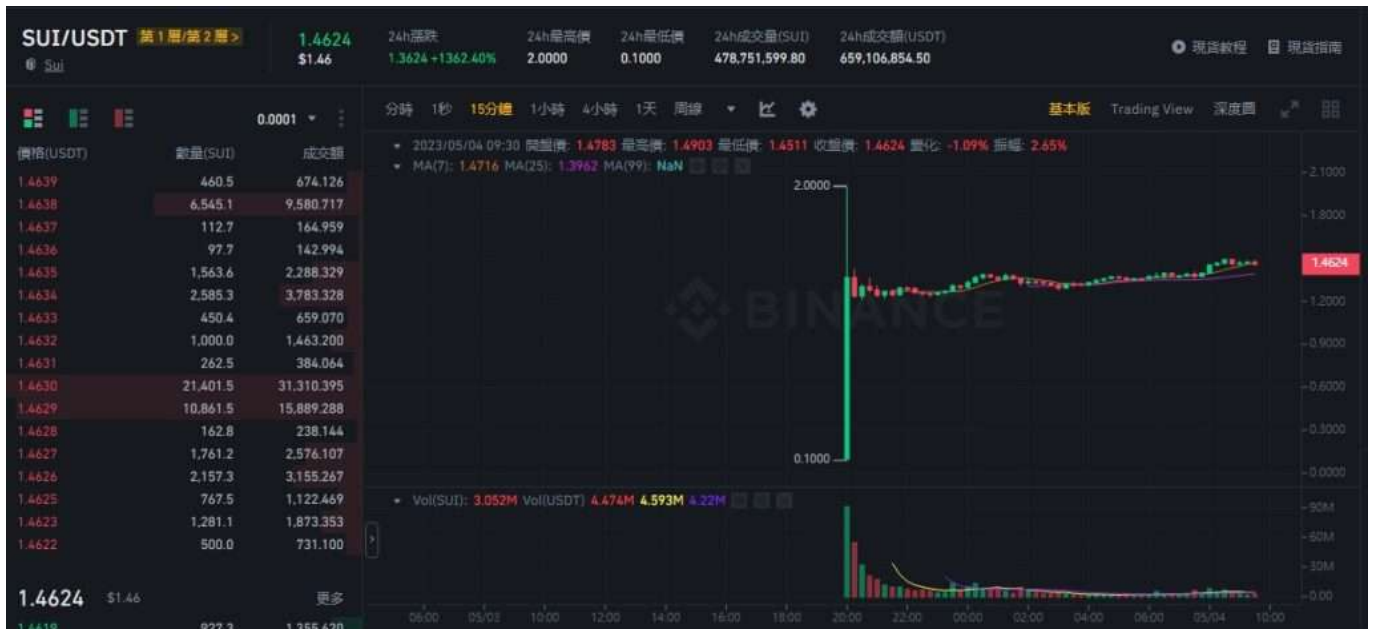 SUI/USDT 第1層/第2層> 1.4624 24h漲跌 24h最高價 24h最低價 24h成交量(SUI) 24h成交額(USDT)
Sui $1.46 1.3624 +1362.40% 2.0000 0.1000 478,751,599.80 659,106,854.50 現貨教程 現貨指南
0.0001 分時 1秒 15分鐘 1小時 4小時 1天 周線 基本版 Trading View 深度圖
價格(USDT) 數量(SUI) 成交額
1.4639 460.5 674.126
1.4638 6,545.1 9,580.717
1.4637 112.7 164.959
1.4636 97.7 142.994
1.4635 1,563.6 2,288.329
1.4634 2,585.3 3,783.328
1.4633 450.4 659.070
1.4632 1,000.0 1,463.200
1.4631 262.5 384.064
1.4630 21,401.5 31,310.395
1.4629 10,861.5 15,889.288
1.4628 162.8 238.144
1.4627 1,761.2 2,576.107
1.4626 2,157.3 3,155.267
1.4625 767.5 1,122.469
1.4623 1,281.1 1,873.353
1.4622 500.0 731.100
1.4624 $1.46 更多
1.4619 927.3 1,355.620
2023/05/04 09:30 開盤價: 1.4783 最高價: 1.4903 最低價: 1.4511 收盤價: 1.4624 變化: -1.09% 振幅: 2.65%
MA(7): 1.4716 MA(25): 1.3962 MA(99): NaN
2.0000
BINANCE
0.1000
2.1000
1.8000
1.4624
1.2000
0.9000
0.6000
0.3000
0.0000
Vol(SUI): 3.052M Vol(USDT) 4.474M 4.593M 4.22M
90M
60M
30M
0.00
06:00 05/03 10:00 12:00 14:00 16:00 18:00 20:00 22:00 00:00 02:00 04:00 06:00 05/04 10:00